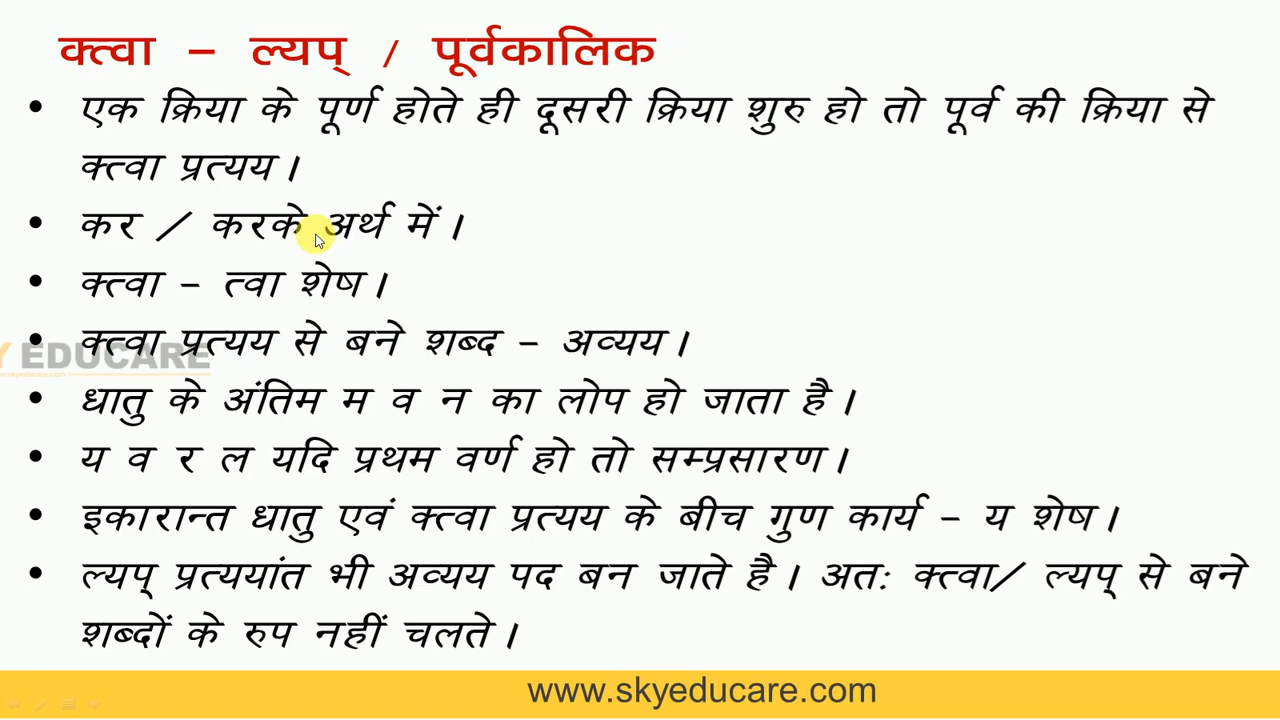 क्त्वा – ल्यप् / पूर्वकालिक
• एक क्रिया के पूर्ण होते ही दूसरी क्रिया शुरु हो तो पूर्व की क्रिया से
क्त्वा प्रत्यय।
• कर / करके अर्थ में।
• क्त्वा – त्वा शेष।
• क्त्वा प्रत्यय से बने शब्द – अव्यय।
EDUCARE
• धातु के अंतिम म व न का लोप हो जाता है।
• य व र ल यदि प्रथम वर्ण हो तो सम्प्रसारण।
• इकारान्त धातु एवं क्त्वा प्रत्यय के बीच गुण कार्य – य शेष।
• ल्यप् प्रत्ययांत भी अव्यय पद बन जाते है। अतः क्त्वा/ ल्यप् से बने
शब्दों के रुप नहीं चलते।
www.skyeducare.com